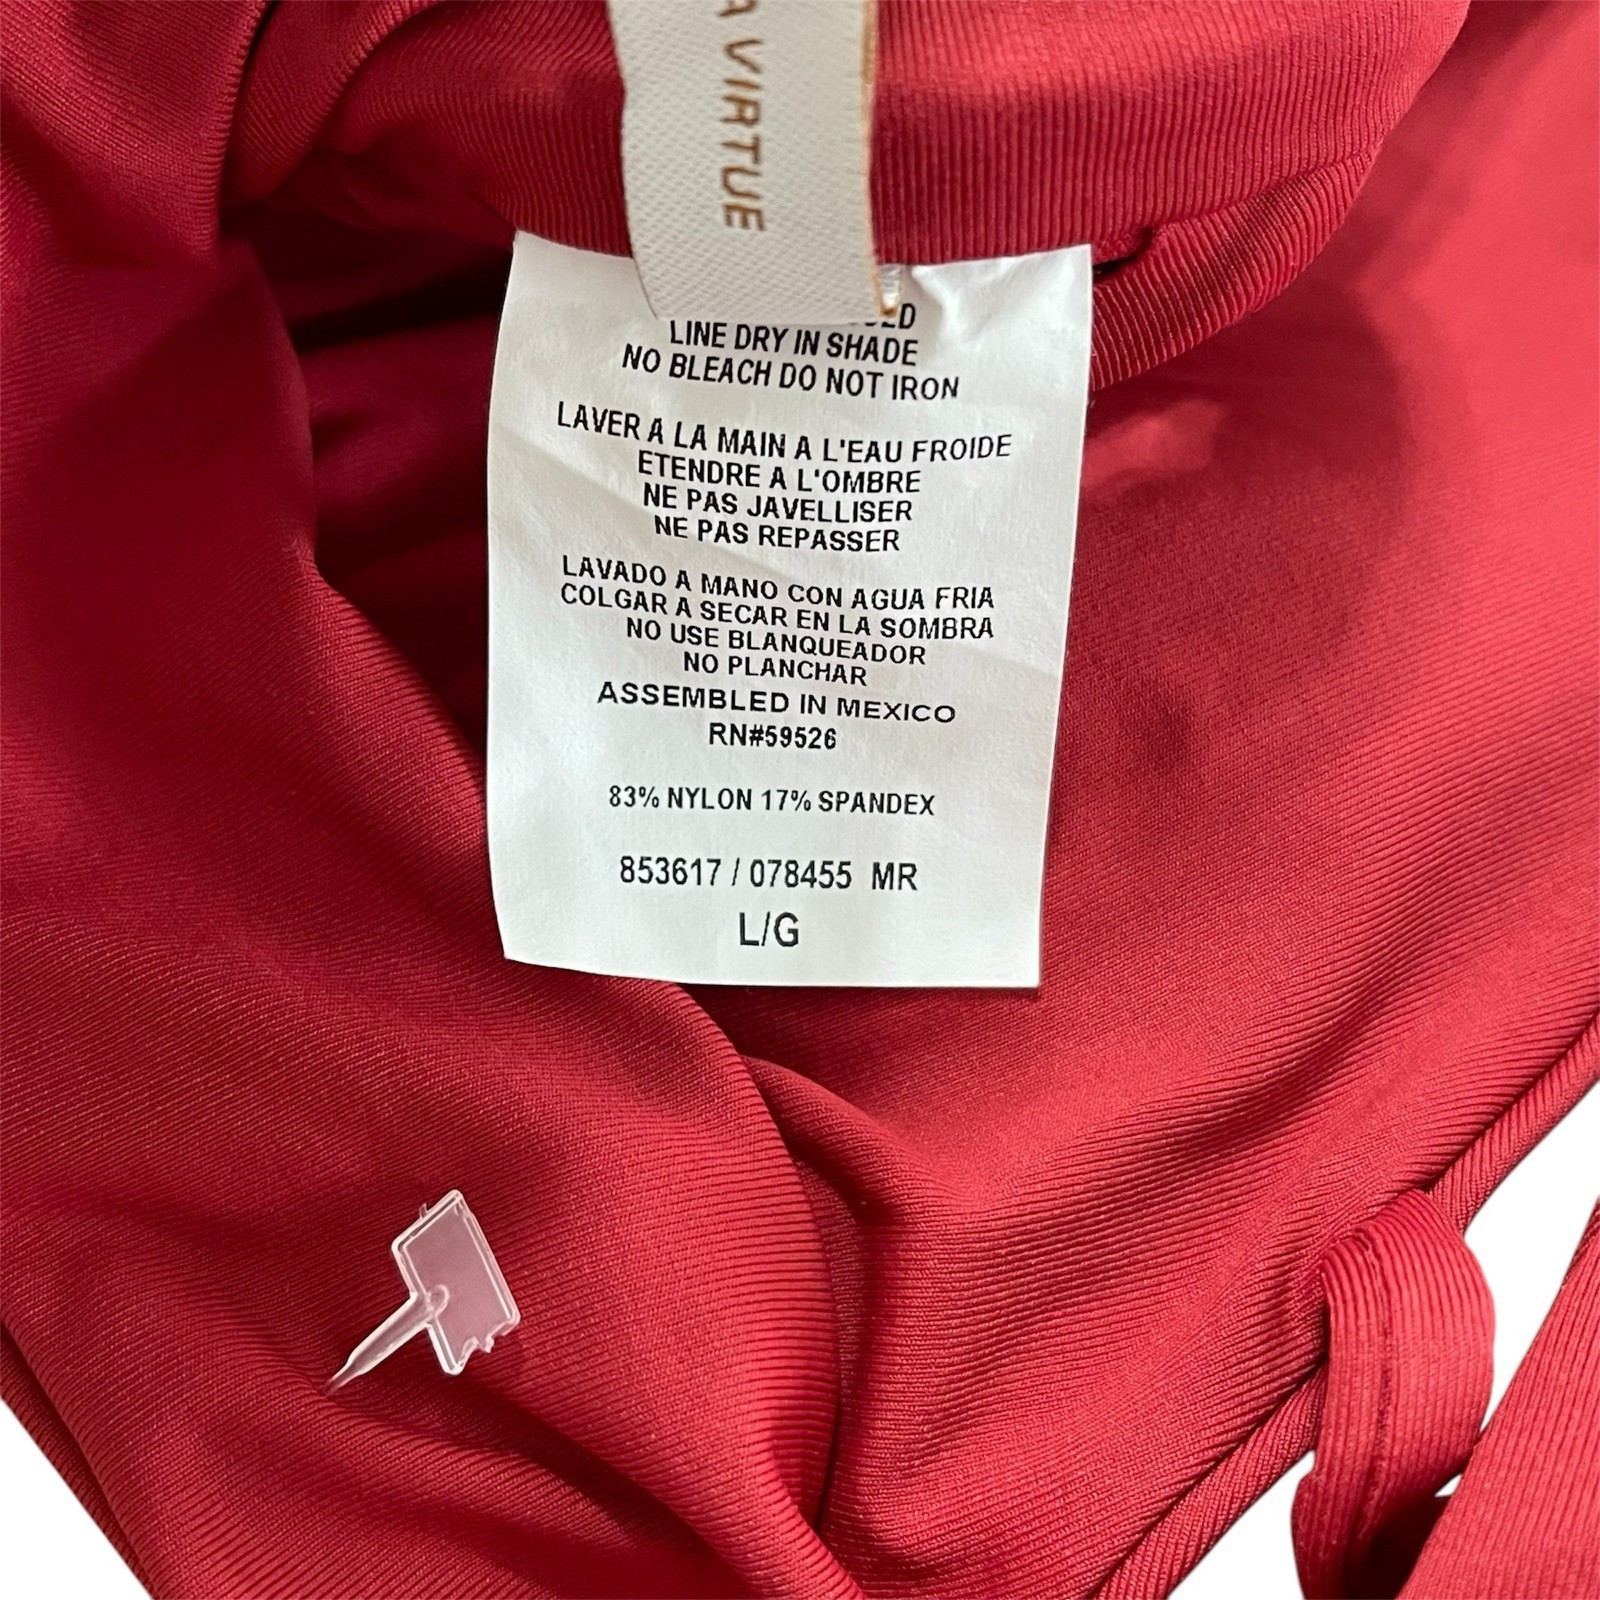 VIRTUE
LINE DRY IN SHADE
NO BLEACH DO NOT IRON
LAVER A LA MAIN A L'EAU FROIDE
ETENDRE A L'OMBRE
NE PAS JAVELLISER
NE PAS REPASSER
LAVADO A MANO CON AGUA FRIA
COLGAR A SECAR EN LA SOMBRA
NO USE BLANQUEADOR
NO PLANCHAR
ASSEMBLED IN MEXICO
RN#59526
83% NYLON 17% SPANDEX
853617 / 078455 MR
L/G